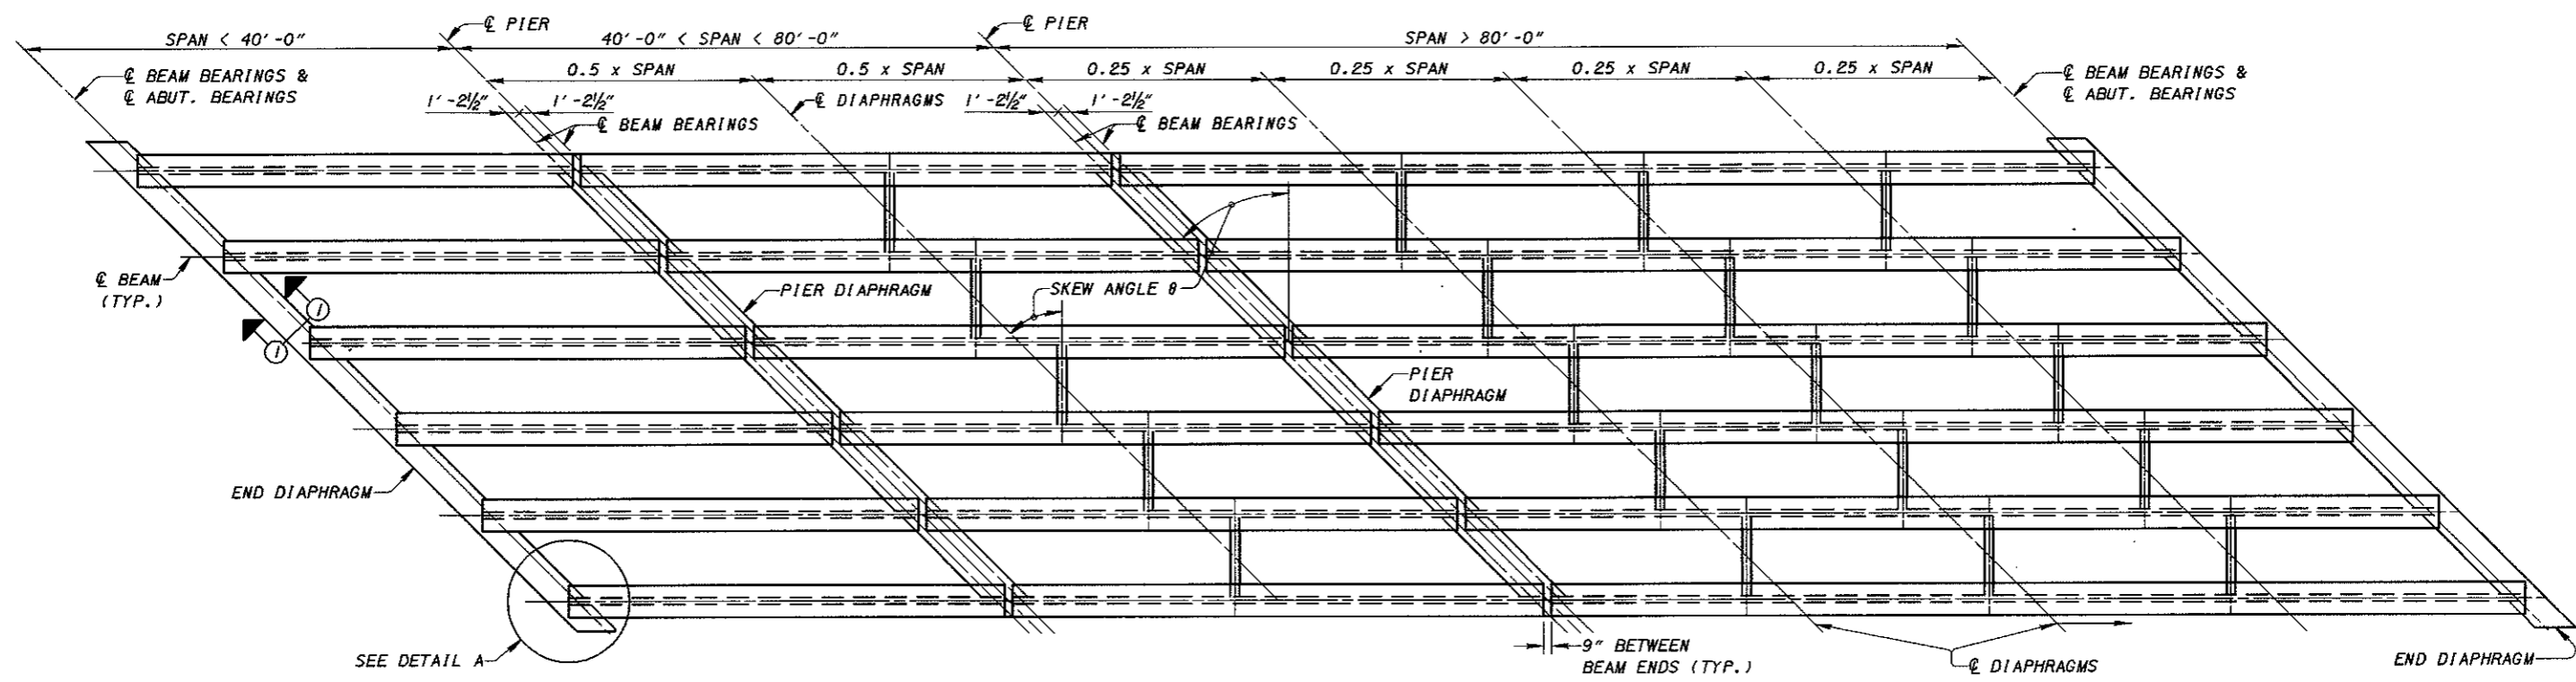 ℄ PIER
℄ PIER
SPAN < 40'-0"
40'-0" < SPAN < 80'-0"
SPAN > 80'-0"
℄ BEAM BEARINGS &
℄ ABUT. BEARINGS
0.5 x SPAN
0.5 x SPAN
0.25 x SPAN
0.25 x SPAN
0.25 x SPAN
0.25 x SPAN
℄ BEAM BEARINGS &
℄ ABUT. BEARINGS
1'-2½"
1'-2½"
℄ DIAPHRAGMS
1'-2½"
1'-2½"
℄ BEAM BEARINGS
℄ BEAM BEARINGS
℄ BEAM
(TYP.)
PIER DIAPHRAGM
SKEW ANGLE θ
1
1
PIER
DIAPHRAGM
END DIAPHRAGM
SEE DETAIL A
9" BETWEEN
BEAM ENDS (TYP.)
℄ DIAPHRAGMS
END DIAPHRAGM